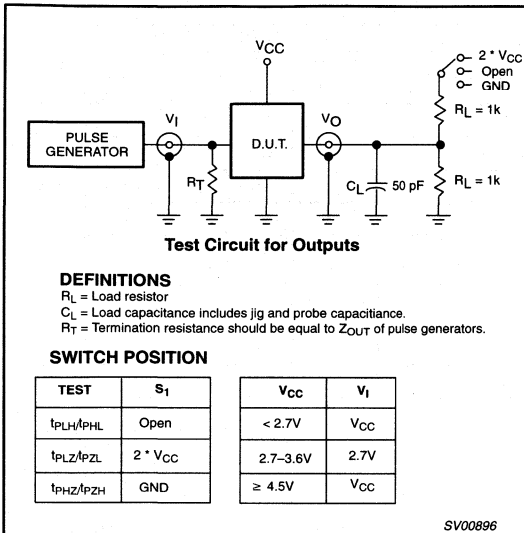 VCC
2 * VCC
Open
GND
VI
VO
RL = 1k
PULSE
GENERATOR
D.U.T.
RT
CL
50 pF
RL = 1k
Test Circuit for Outputs
DEFINITIONS
RL = Load resistor
CL = Load capacitance includes jig and probe capacitiance.
RT = Termination resistance should be equal to ZOUT of pulse generators.
SWITCH POSITION
TEST S1
tPLH/tPHL Open
tPLZ/tPZL 2 * VCC
tPHZ/tPZH GND
VCC VI
< 2.7V VCC
2.7–3.6V 2.7V
≥ 4.5V VCC
SV00896